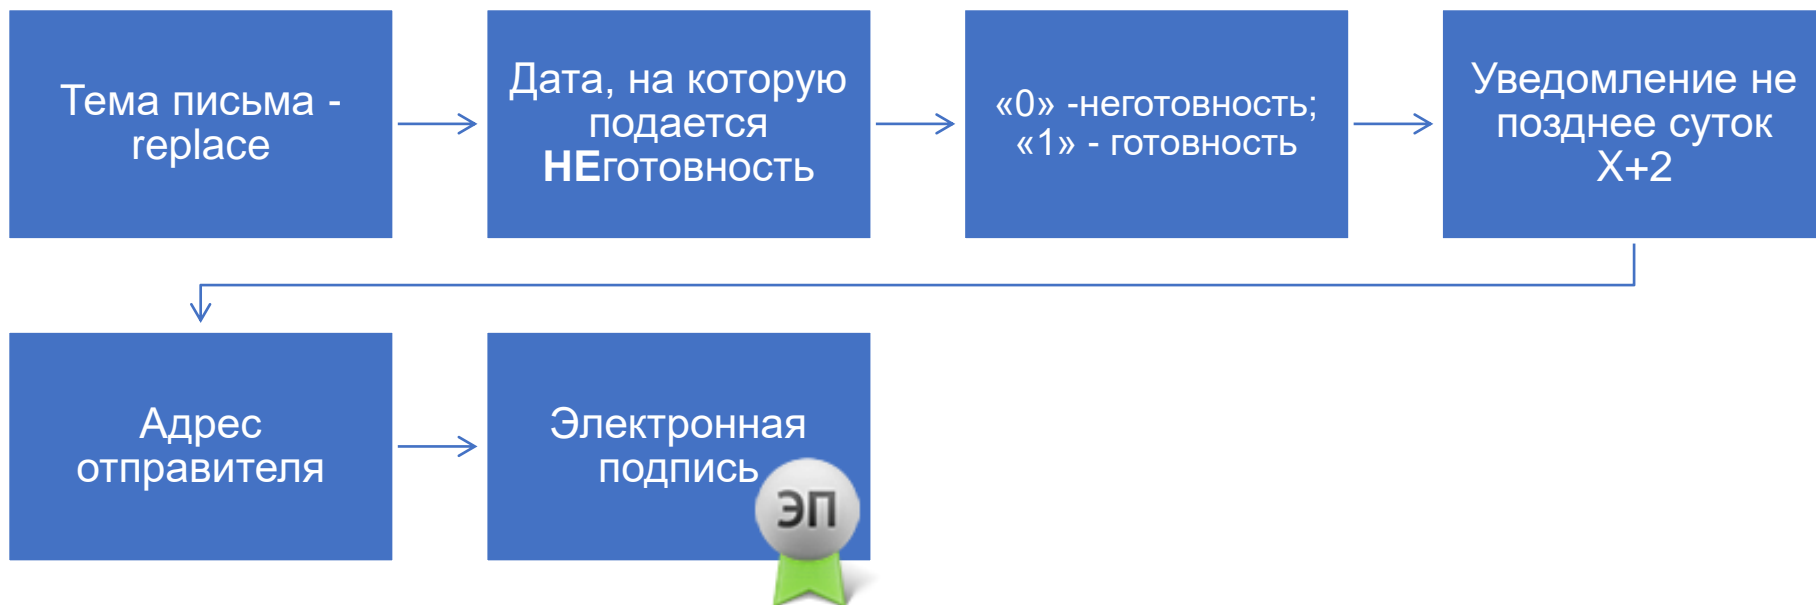 Тема письма -
replace
Дата, на которую
подается
НЕготовность
«0» -неготовность;
«1» - готовность
Уведомление не
позднее суток
X+2
Адрес
отправителя
Электронная
подпись
ЭП